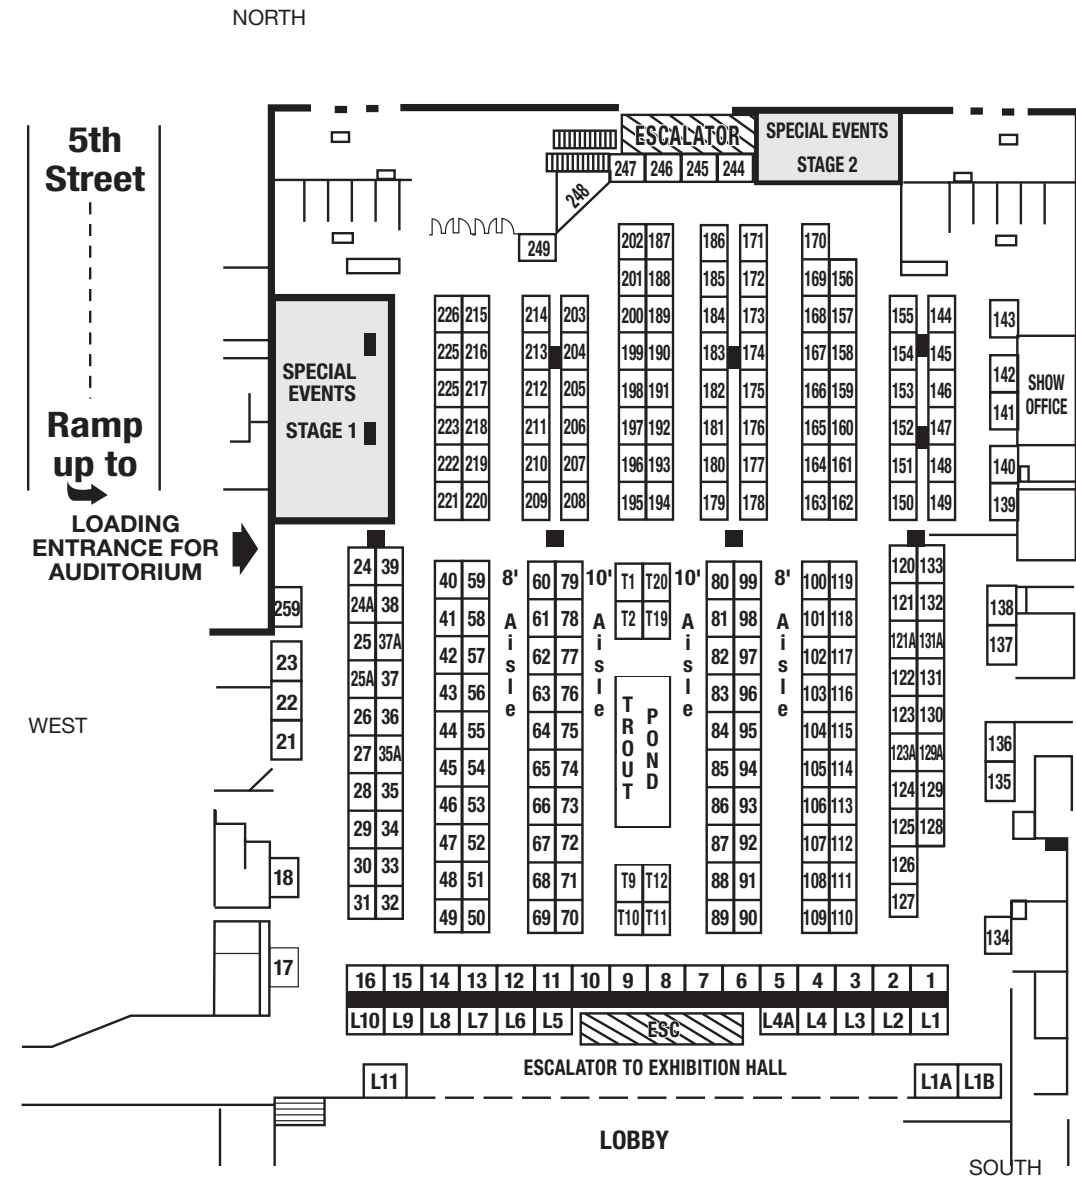 NORTH
5th
Street
Ramp
up to
LOADING
ENTRANCE FOR
AUDITORIUM
WEST
ESCALATOR
SPECIAL EVENTS
STAGE 2
247 246 245 244
248
249
202 187 186 171 170
201 188 185 172 169 156
226 215 214 203 200 189 184 173 168 157 155 144 143
225 216 213 204 199 190 183 174 167 158 154 145
225 217 212 205 198 191 182 175 166 159 153 146 142
223 218 211 206 197 192 181 176 165 160 152 147 141
222 219 210 207 196 193 180 177 164 161 151 148 140
221 220 209 208 195 194 179 178 163 162 150 149 139
SPECIAL
EVENTS
STAGE 1
SHOW
OFFICE
24 39 40 59 8' 60 79 10' T1 T20 10' 80 99 8' 100 119 120 133
24A 38 41 58 61 78 T2 T19 81 98 101 118 121 132
25 37A 42 57 62 77 82 97 102 117 121A 131A
25A 37 43 56 63 76 83 96 103 116 122 131
26 36 44 55 64 75 84 95 104 115 123 130
27 35A 45 54 65 74 85 94 105 114 123A 129A
28 35 46 53 66 73 86 93 106 113 124 129
29 34 47 52 67 72 87 92 107 112 125 128
30 33 48 51 68 71 T9 T12 88 91 108 111 126
31 32 49 50 69 70 T10 T11 89 90 109 110 127
Aisle
Aisle
Aisle
Aisle
TROUT
POND
259
23
22
21
18
17
138
137
136
135
134
16 15 14 13 12 11 10 9 8 7 6 5 4 3 2 1
L10 L9 L8 L7 L6 L5 ESC L4A L4 L3 L2 L1
ESCALATOR TO EXHIBITION HALL
L11 L1A L1B
LOBBY
SOUTH